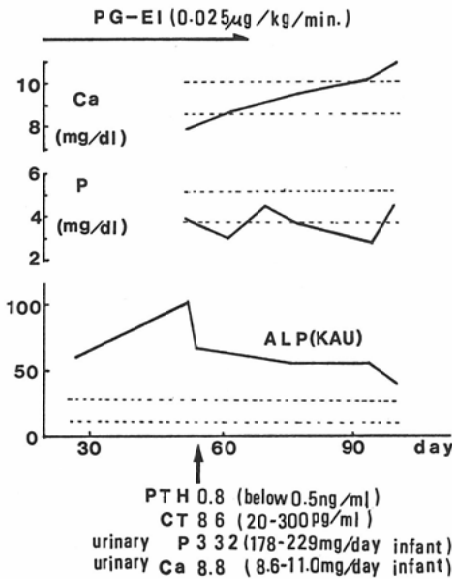 PG-EI (0.025μg/kg/min.)
10
Ca
8
(mg/dl)
6
P
4
(mg/dl)
2
100
ALP(KAU)
50
0
30 60 90 day
PTH 0.8 (below 0.5ng/ml)
CT 86 (20-300pg/ml)
urinary P 332 (178-229mg/day infant)
urinary Ca 8.8 (8.6-11.0mg/day infant)